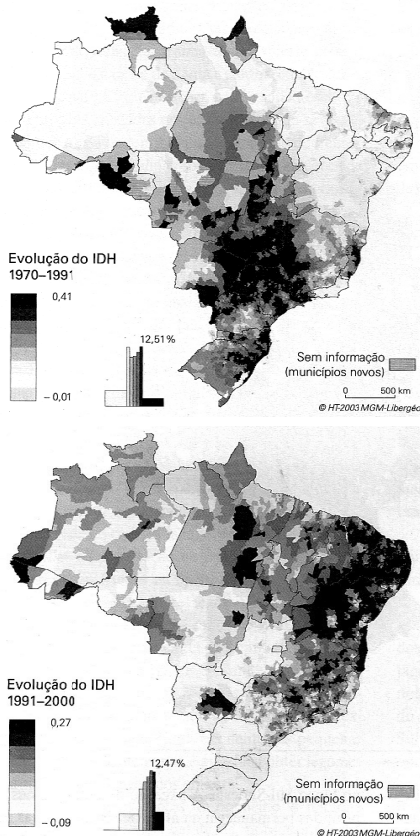 Evolução do IDH
1970–1991
0,41
– 0,01
12,51%
Sem informação
(municípios novos)
0 500 km
© HT-2003 MGM-Libergéo
Evolução do IDH
1991–2000
0,27
– 0,09
12,47%
Sem informação
(municípios novos)
0 500 km
© HT-2003 MGM-Libergéo